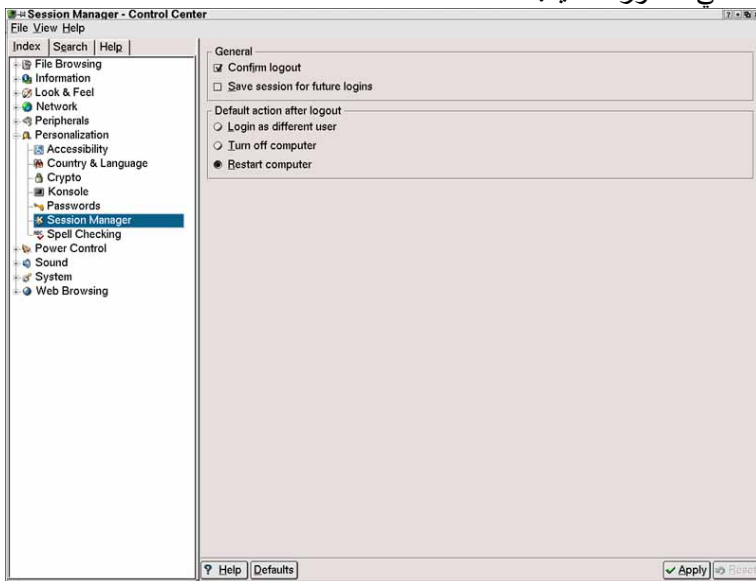 Session Manager - Control Center
File View Help
Index Search Help
File Browsing
Information
Look & Feel
Network
Peripherals
Personalization
Accessibility
Country & Language
Crypto
Konsole
Passwords
Session Manager
Spell Checking
Power Control
Sound
System
Web Browsing
General
Confirm logout
Save session for future logins
Default action after logout
Login as different user
Turn off computer
Restart computer
? Help Defaults
Apply Reset